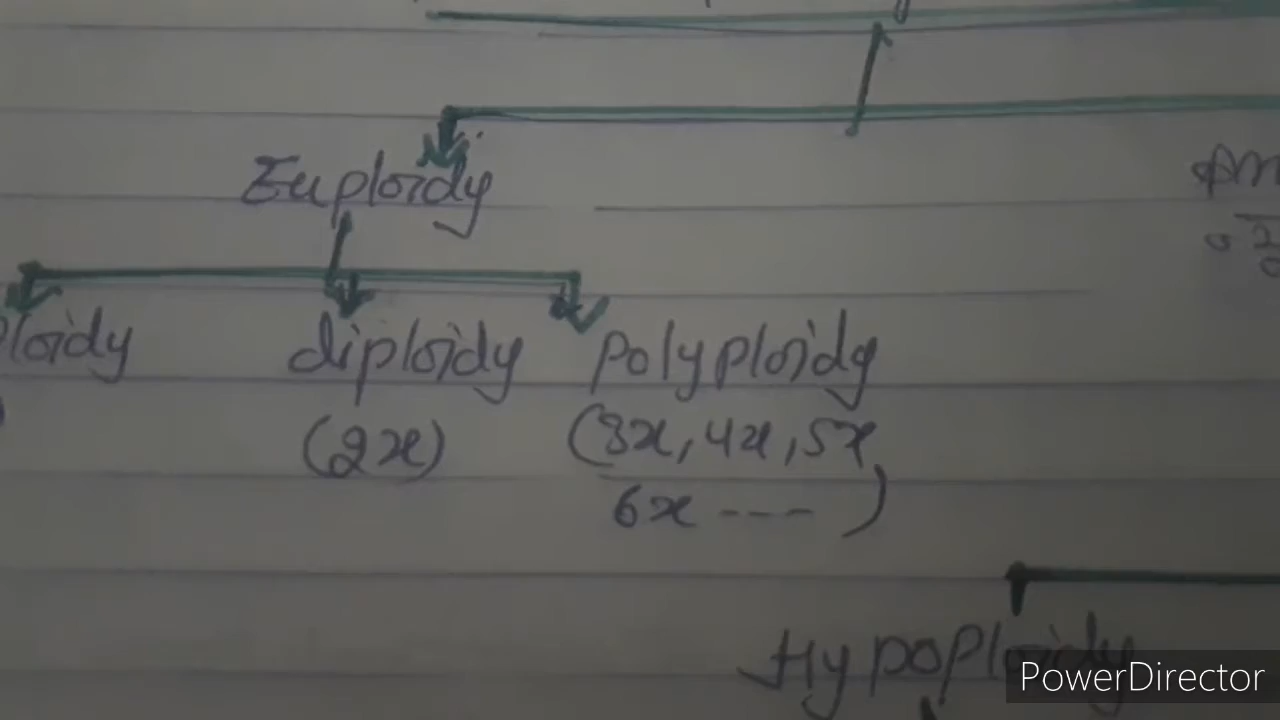 Euploidy
ploidy diploidy polyploidy
(2x) (3x, 4x, 5x,
6x ----)
Hypoploidy
PowerDirector